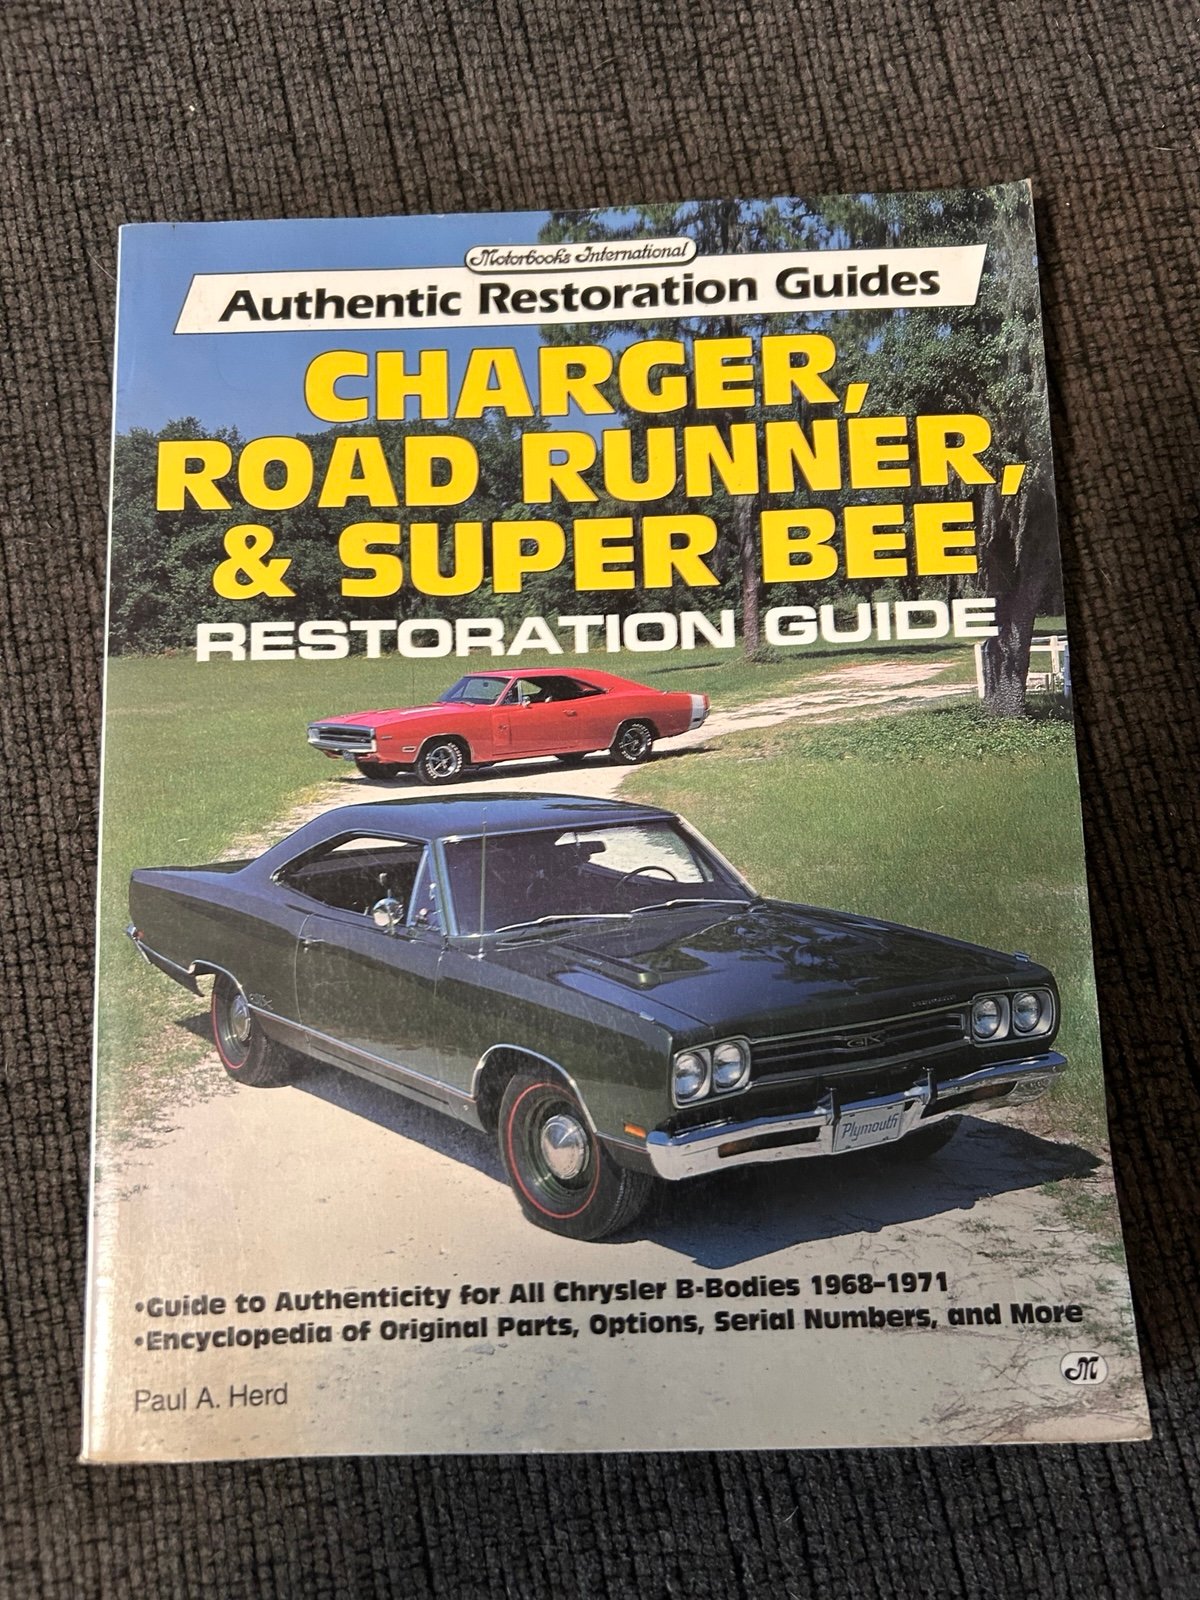 Motorbooks International
Authentic Restoration Guides
CHARGER,
ROAD RUNNER,
& SUPER BEE
RESTORATION GUIDE
GTX
GTX
Plymouth
•Guide to Authenticity for All Chrysler B-Bodies 1968–1971
•Encyclopedia of Original Parts, Options, Serial Numbers, and More
Paul A. Herd
M